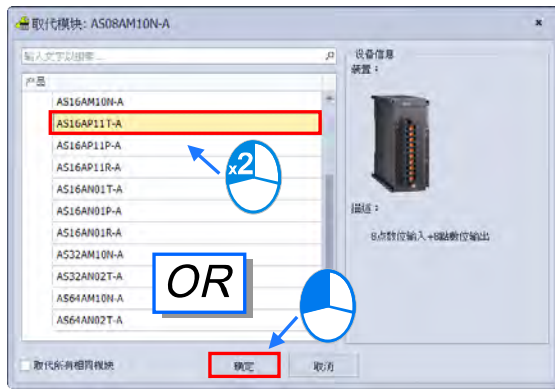 取代模块: AS08AM10N-A
输入文字以搜索...
设备信息
装置：
产品
AS16AM10N-A
AS16AP11T-A
AS16AP11P-A
AS16AP11R-A
AS16AN01T-A
AS16AN01P-A
AS16AN01R-A
AS32AM10N-A
AS32AN02T-A
AS64AM10N-A
AS64AN02T-A
x2
OR
描述：
8点数位输入+8點數位输出
取代所有相同模块
确定
取消